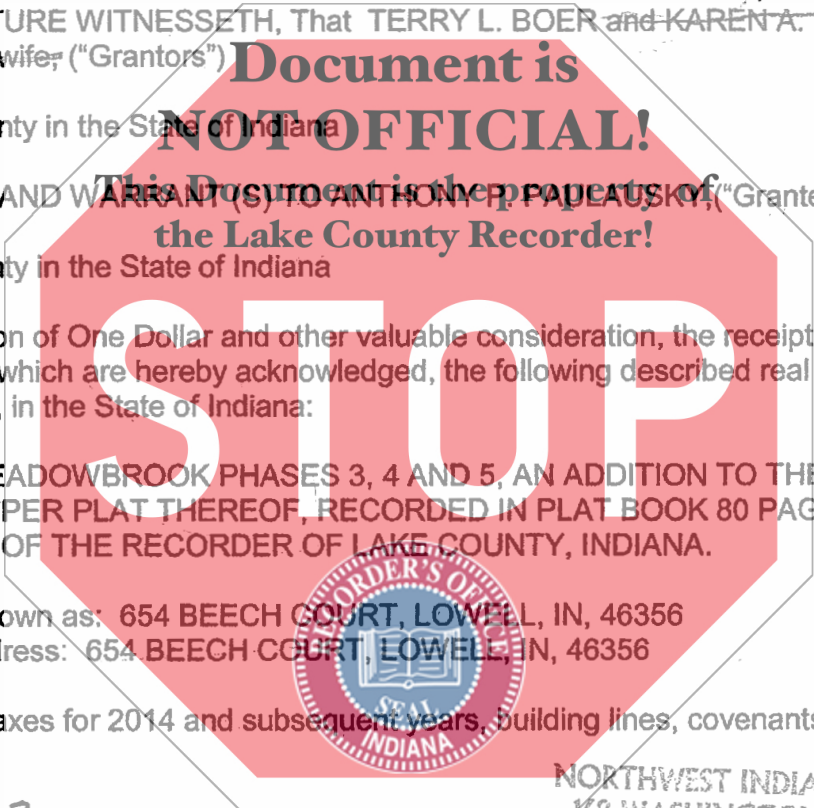 TURE WITNESSETH, That TERRY L. BOER and KAREN A.
wife, ("Grantors")
Document is
NOT OFFICIAL!
nty in the State of Indiana
This Document is the property of
AND WARRANT(S) TO ANTHONY P. PAULAUSKY, ("Grante
the Lake County Recorder!
ty in the State of Indiana
STOP
on of One Dollar and other valuable consideration, the receipt
which are hereby acknowledged, the following described real
, in the State of Indiana:
EADOWBROOK PHASES 3, 4 AND 5, AN ADDITION TO THE
PER PLAT THEREOF, RECORDED IN PLAT BOOK 80 PAG
OF THE RECORDER OF LAKE COUNTY, INDIANA.
own as: 654 BEECH COURT, LOWELL, IN, 46356
ress: 654 BEECH COURT, LOWELL, IN, 46356
RECORDER'S OFFICE
SEAL
INDIANA
axes for 2014 and subsequent years, building lines, covenants
NORTHWEST INDIA